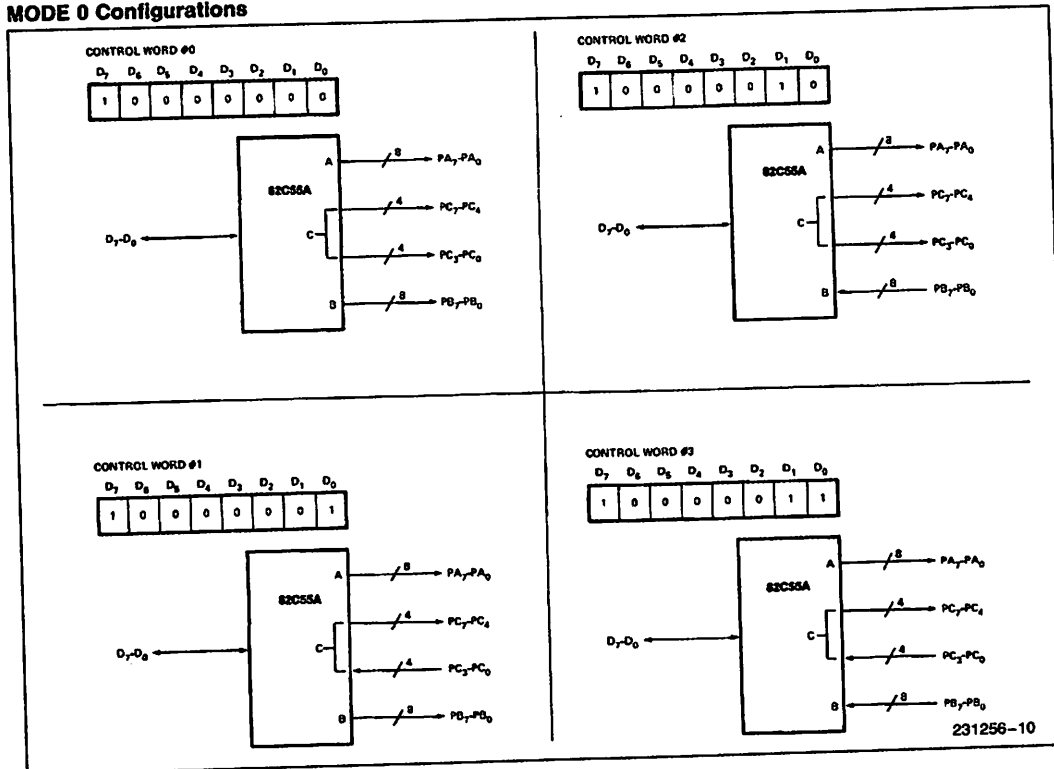 MODE 0 Configurations
CONTROL WORD #0
D7 D6 D5 D4 D3 D2 D1 D0
1 0 0 0 0 0 0 0
82C55A
A
8
PA7-PA0
4
PC7-PC4
C
D7-D0
4
PC3-PC0
B
8
PB7-PB0
CONTROL WORD #2
D7 D6 D5 D4 D3 D2 D1 D0
1 0 0 0 0 0 1 0
82C55A
A
8
PA7-PA0
4
PC7-PC4
C
D7-D0
4
PC3-PC0
B
8
PB7-PB0
CONTROL WORD #1
D7 D6 D5 D4 D3 D2 D1 D0
1 0 0 0 0 0 0 1
82C55A
A
8
PA7-PA0
4
PC7-PC4
C
D7-D0
4
PC3-PC0
B
8
PB7-PB0
CONTROL WORD #3
D7 D6 D5 D4 D3 D2 D1 D0
1 0 0 0 0 0 1 1
82C55A
A
8
PA7-PA0
4
PC7-PC4
C
D7-D0
4
PC3-PC0
B
8
PB7-PB0
231256-10